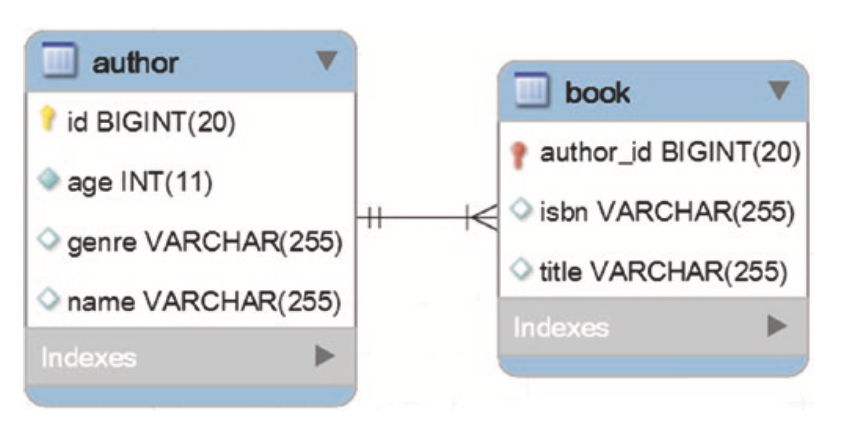 author
id BIGINT(20)
age INT(11)
genre VARCHAR(255)
name VARCHAR(255)
Indexes
book
author_id BIGINT(20)
isbn VARCHAR(255)
title VARCHAR(255)
Indexes